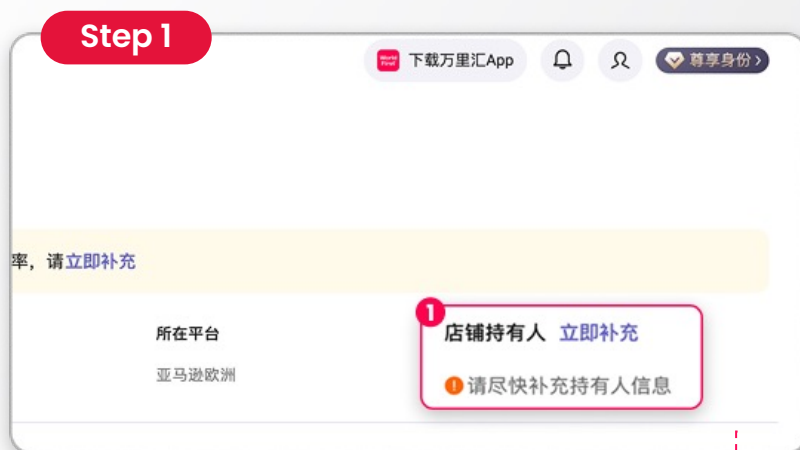 Step 1
World First 下载万里汇App 尊享身份
率，请立即补充
所在平台
亚马逊欧洲
1
店铺持有人 立即补充
请尽快补充持有人信息